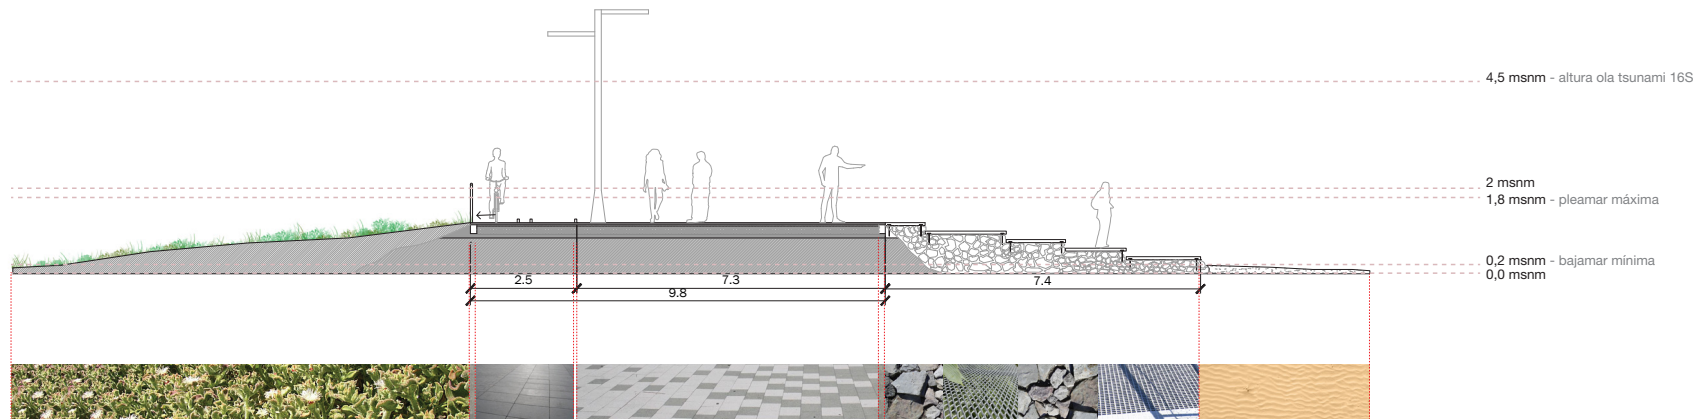 4,5 msnm - altura ola tsunami 16S
2 msnm
1,8 msnm - pleamar máxima
0,2 msnm - bajamar mínima
0,0 msnm
2.5
7.3
7.4
9.8